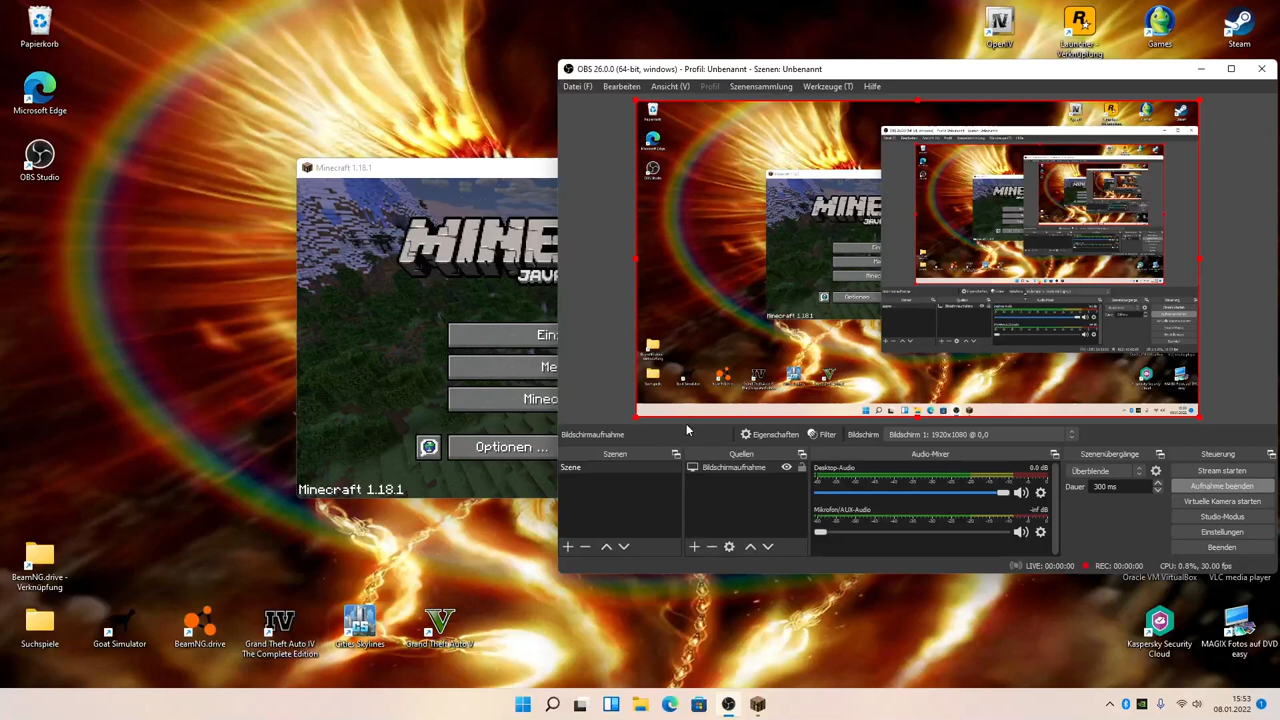 Papierkorb
OpenIV
Launcher -
Verknüpfung
Games
Steam
Microsoft Edge
OBS Studio
OBS 26.0.0 (64-bit, windows) - Profil: Unbenannt - Szenen: Unbenannt
Datei (F) Bearbeiten Ansicht (V) Profil Szenensammlung Werkzeuge (T) Hilfe
Minecraft 1.18.1
MINE
JAVA
Ein
Me
Minec
Optionen ...
Minecraft 1.18.1
Bildschirmaufnahme Eigenschaften Filter Bildschirm Bildschirm 1: 1920x1080 @ 0,0
Szenen Quellen Audio-Mixer Szenenübergänge Steuerung
Szene
Bildschirmaufnahme
Desktop-Audio 0.0 dB
Mikrofon/AUX-Audio -inf dB
Überblende
Dauer 300 ms
Stream starten
Aufnahme beenden
Virtuelle Kamera starten
Studio-Modus
Einstellungen
Beenden
LIVE: 00:00:00 REC: 00:00:00 CPU: 0.8%, 30.00 fps
Oracle VM VirtualBox
VLC media player
BeamNG.drive -
Verknüpfung
Suchspiele
Goat Simulator
BeamNG.drive
Grand Theft Auto IV
The Complete Edition
Cities Skylines
Grand Theft Auto V
Kaspersky Security
Cloud
MAGIX Fotos auf DVD
easy
15:53
08.01.2022